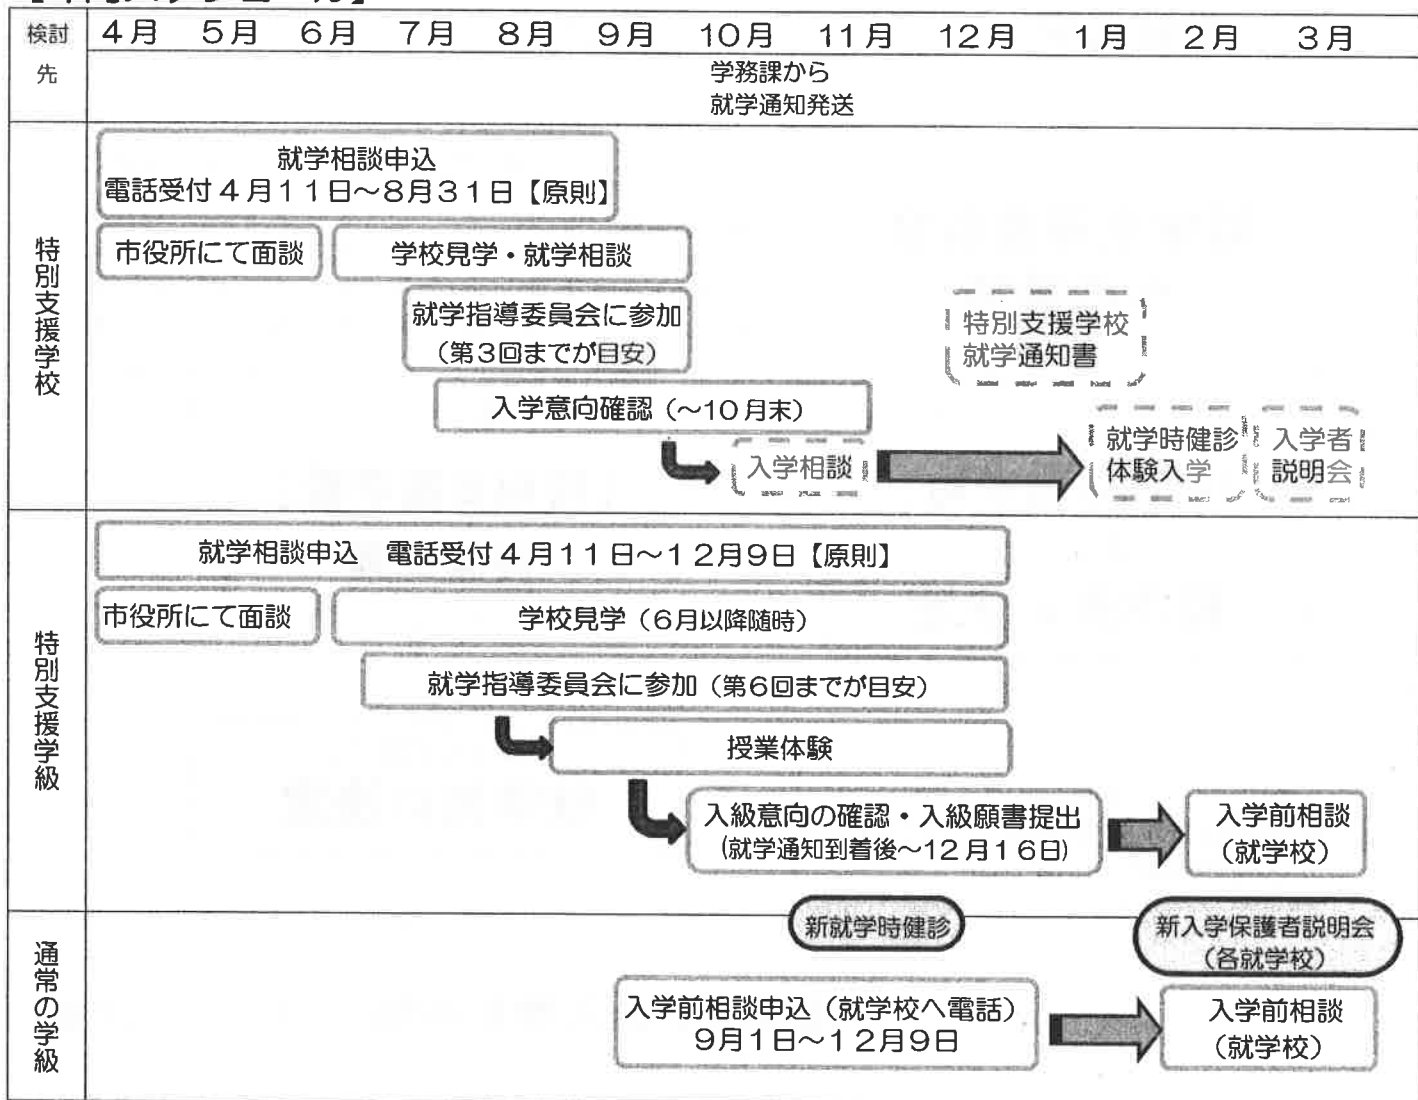 検討先
4月 5月 6月 7月 8月 9月 10月 11月 12月 1月 2月 3月
学務課から
就学通知発送
特別支援学校
就学相談申込
電話受付4月11日～8月31日【原則】
市役所にて面談
学校見学・就学相談
就学指導委員会に参加
（第3回までが目安）
特別支援学校
就学通知書
入学意向確認（～10月末）
入学相談
就学時健診
体験入学
入学者
説明会
特別支援学級
就学相談申込　電話受付4月11日～12月9日【原則】
市役所にて面談
学校見学（6月以降随時）
就学指導委員会に参加（第6回までが目安）
授業体験
入級意向の確認・入級願書提出
（就学通知到着後～12月16日）
入学前相談
（就学校）
新就学時健診
新入学保護者説明会
（各就学校）
通常の学級
入学前相談申込（就学校へ電話）
9月1日～12月9日
入学前相談
（就学校）